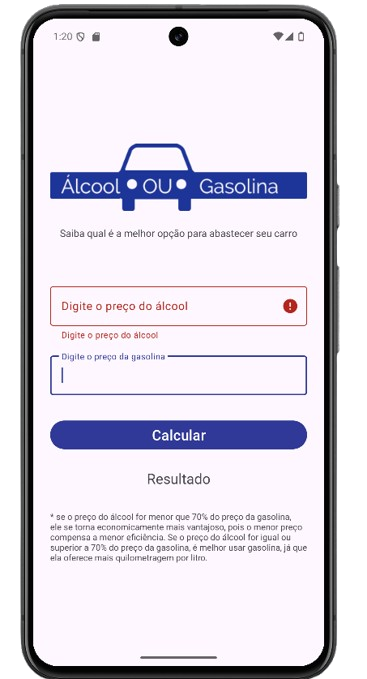 1:20
Álcool OU Gasolina
Saiba qual é a melhor opção para abastecer seu carro
Digite o preço do álcool
Digite o preço do álcool
Digite o preço da gasolina
Calcular
Resultado
* se o preço do álcool for menor que 70% do preço da gasolina,
ele se torna economicamente mais vantajoso, pois o menor preço
compensa a menor eficiência. Se o preço do álcool for igual ou
superior a 70% do preço da gasolina, é melhor usar gasolina, já que
ela oferece mais quilometragem por litro.